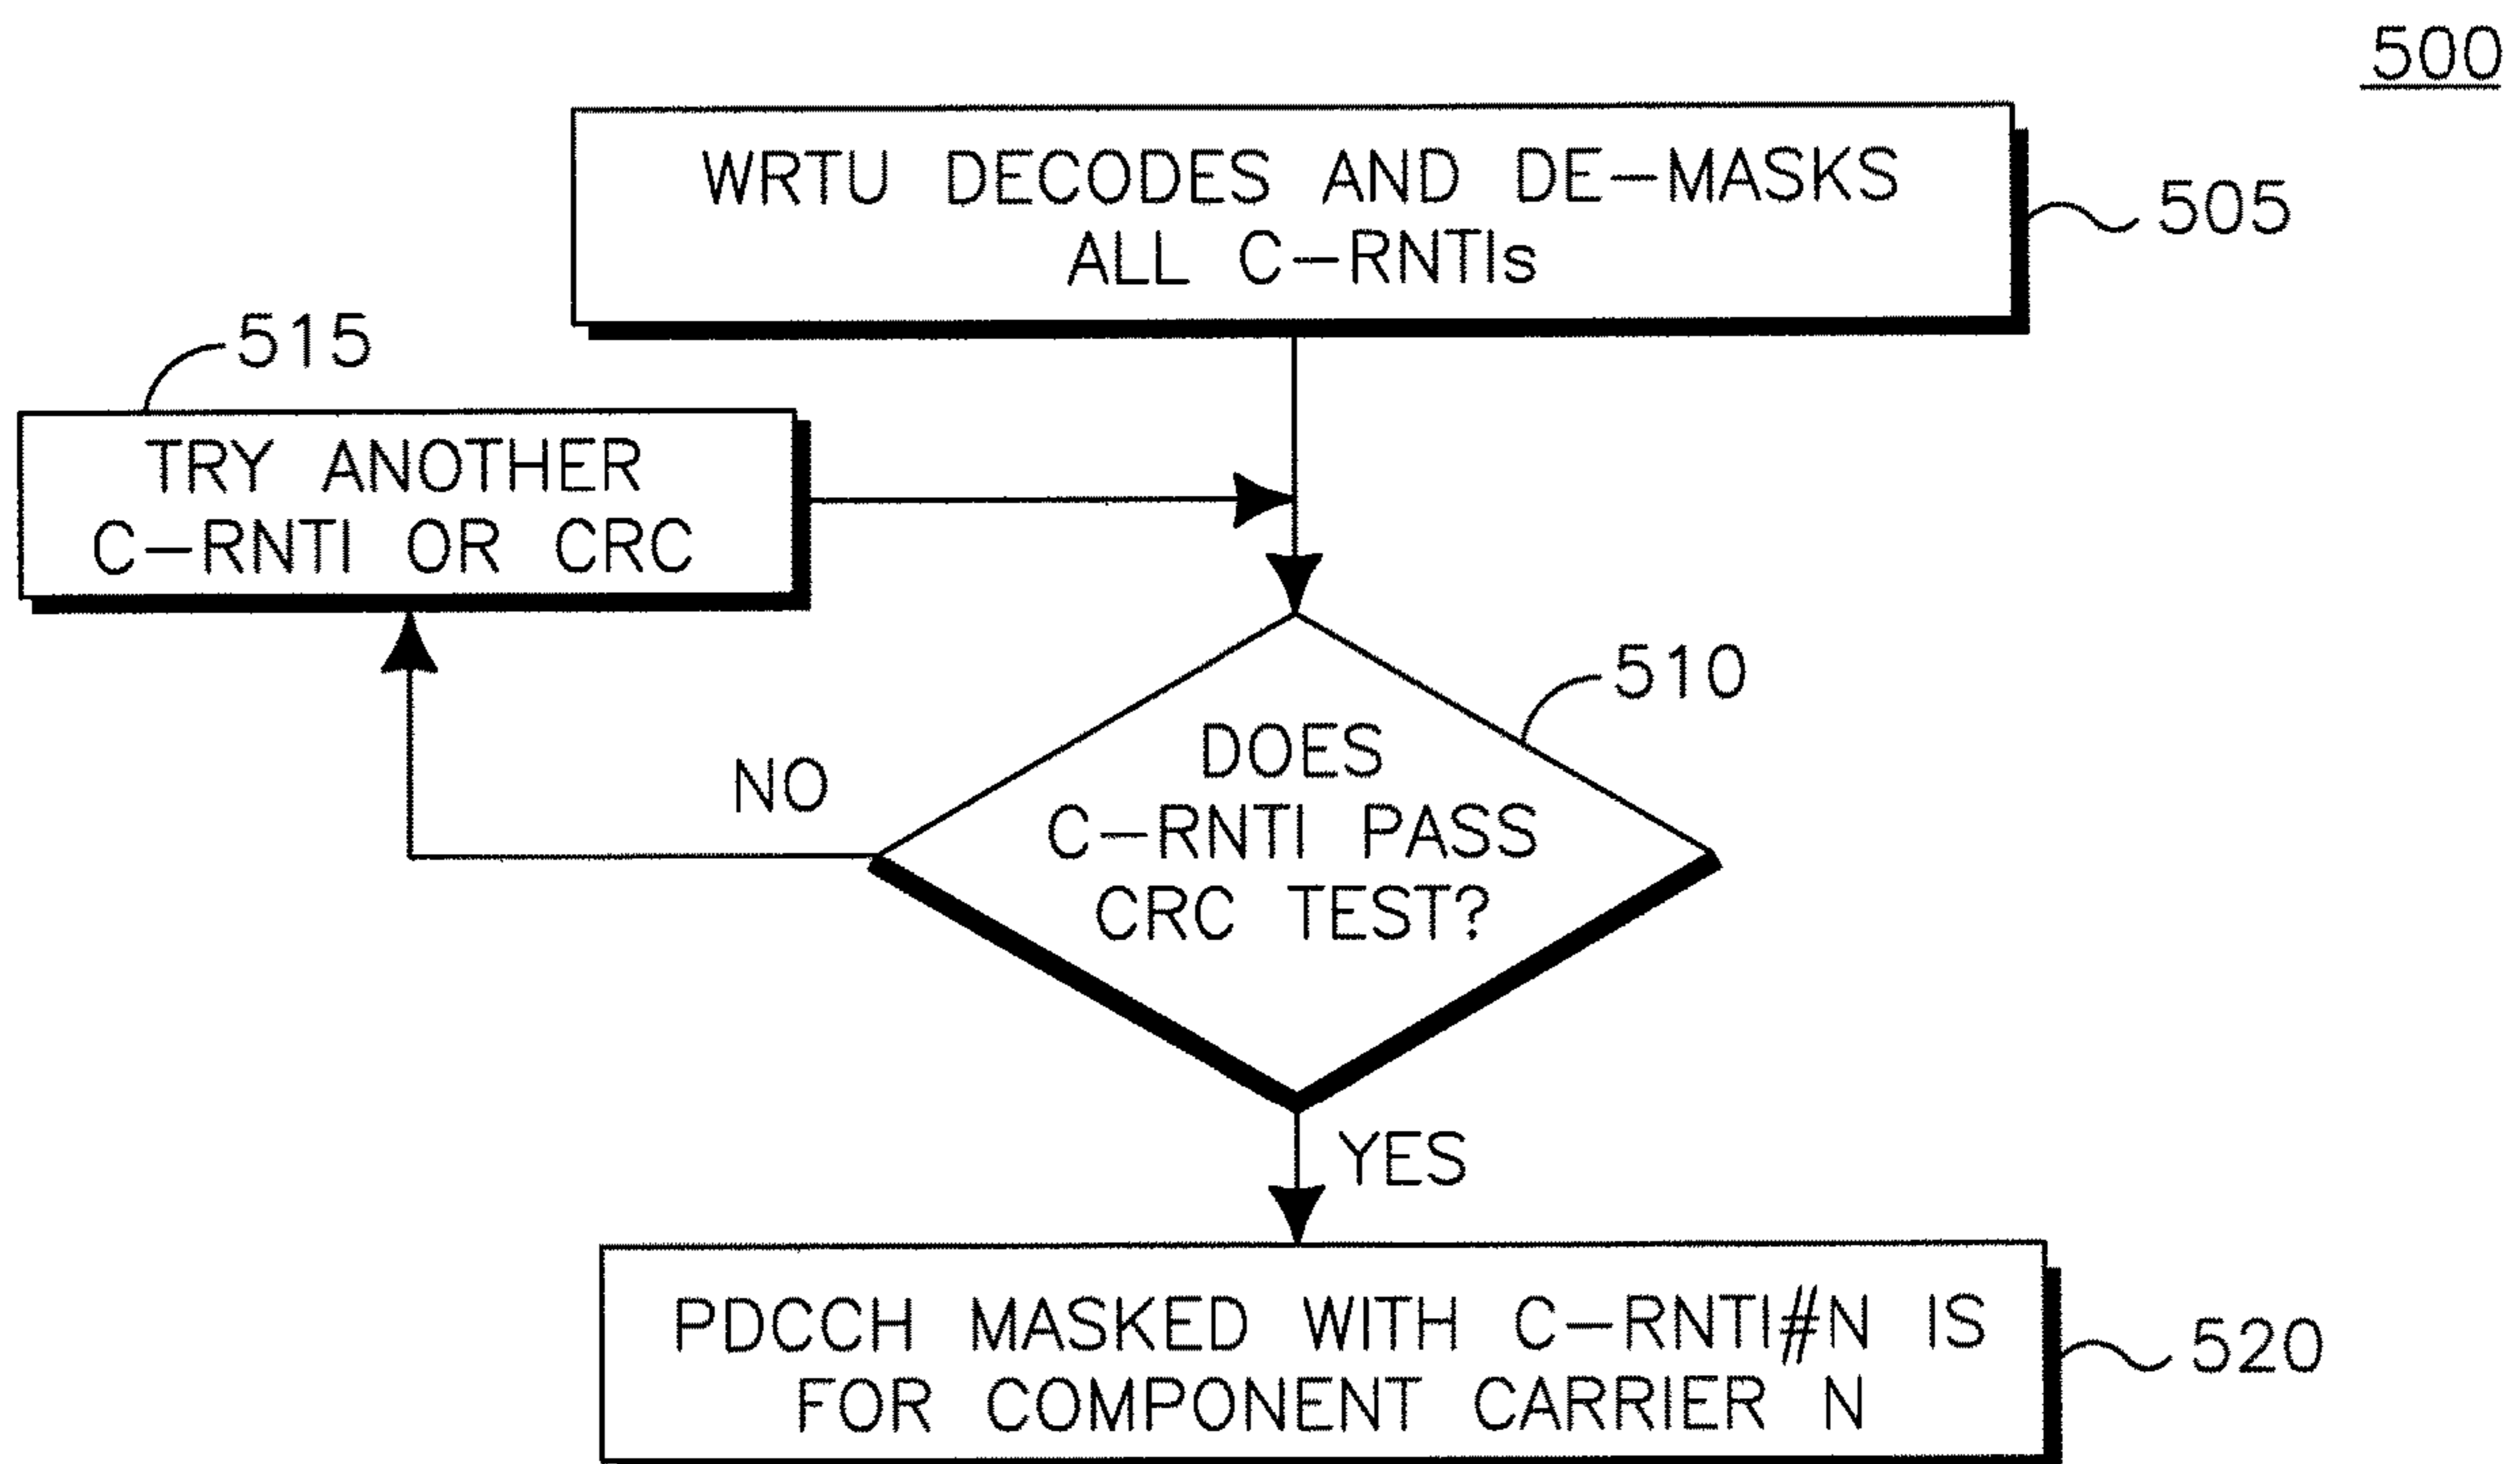 500
WRTU DECODES AND DE-MASKS
ALL C-RNTIs
505
515
TRY ANOTHER
C-RNTI OR CRC
510
DOES
C-RNTI PASS
CRC TEST?
NO
YES
PDCCH MASKED WITH C-RNTI#N IS
FOR COMPONENT CARRIER N
520